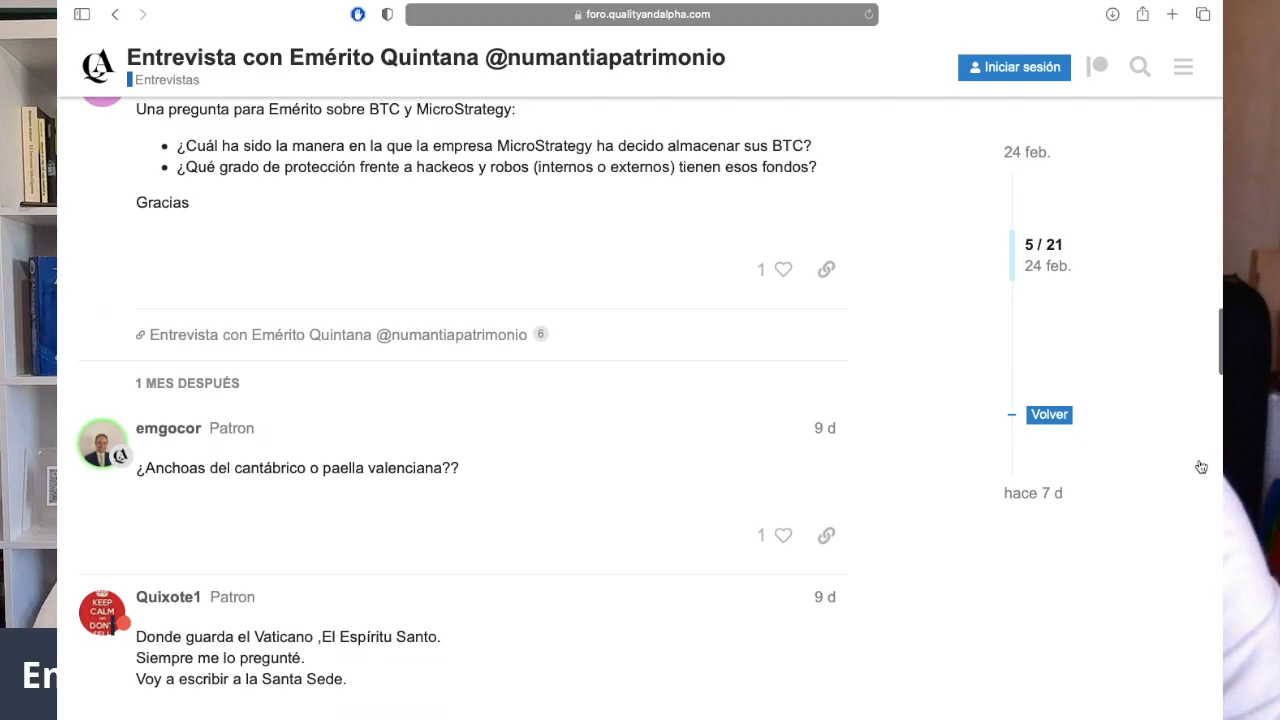 foro.qualityandalpha.com
Entrevista con Emérito Quintana @numantiapatrimonio
Entrevistas
Iniciar sesión
Una pregunta para Emérito sobre BTC y MicroStrategy:
¿Cuál ha sido la manera en la que la empresa MicroStrategy ha decido almacenar sus BTC?
¿Qué grado de protección frente a hackeos y robos (internos o externos) tienen esos fondos?
Gracias
1
24 feb.
5 / 21
24 feb.
Entrevista con Emérito Quintana @numantiapatrimonio 6
1 MES DESPUÉS
emgocor Patron 9 d
¿Anchoas del cantábrico o paella valenciana??
1
Volver
hace 7 d
Quixote1 Patron 9 d
KEEP
CALM
DON'T
Donde guarda el Vaticano ,El Espíritu Santo.
Siempre me lo pregunté.
Voy a escribir a la Santa Sede.
En